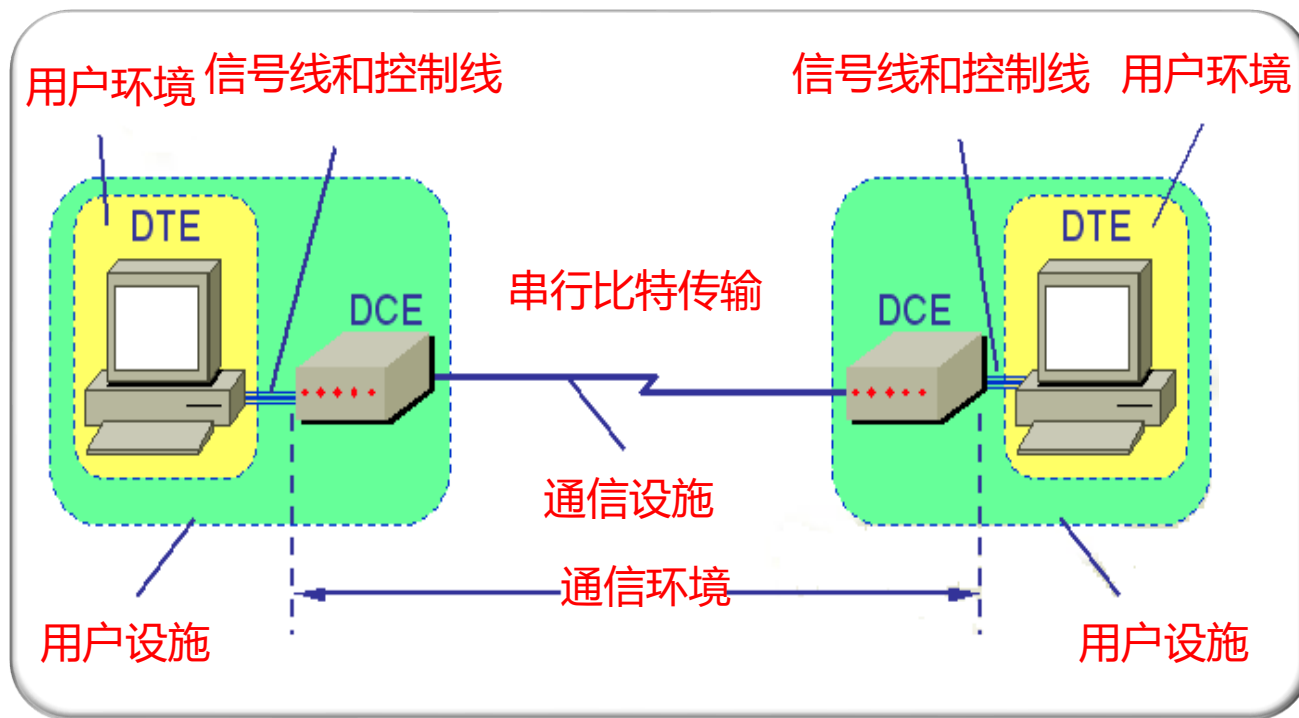 用户环境
信号线和控制线
信号线和控制线
用户环境
DTE
DTE
DCE
串行比特传输
DCE
通信设施
通信环境
用户设施
用户设施